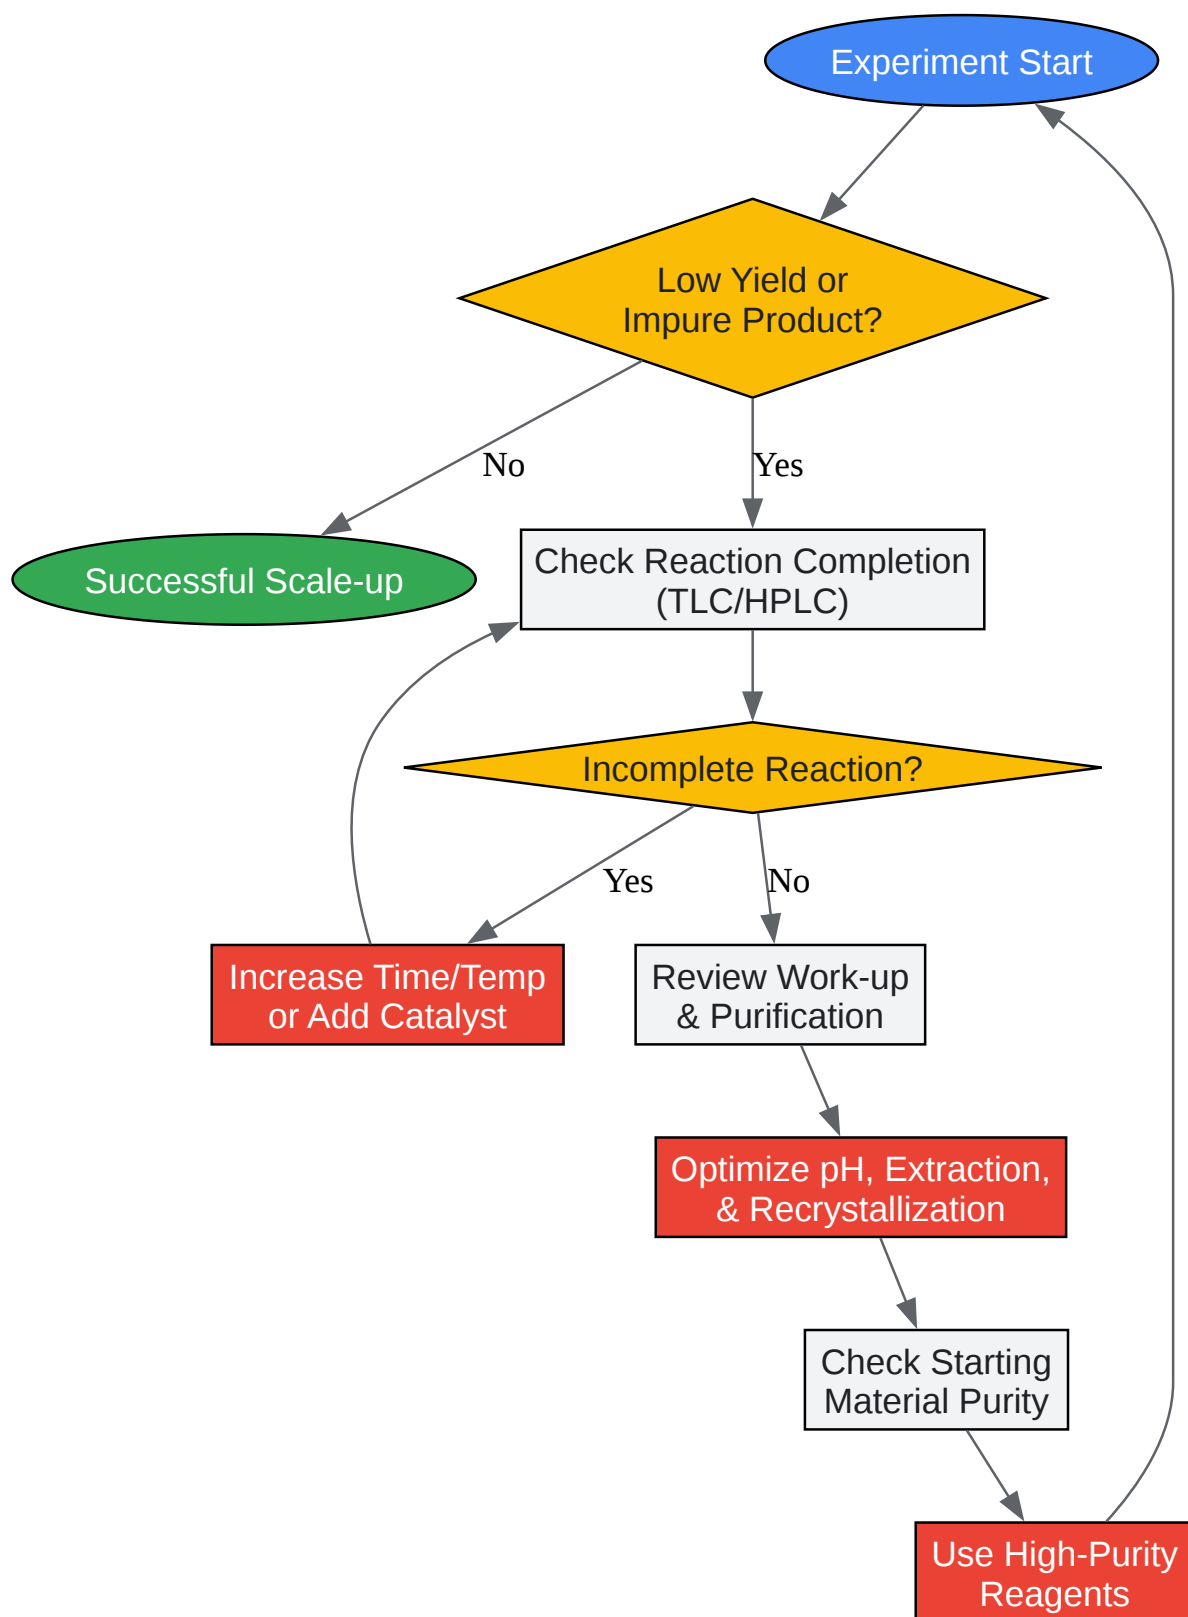 Experiment Start
Low Yield or
Impure Product?
No
Yes
Successful Scale-up
Check Reaction Completion
(TLC/HPLC)
Incomplete Reaction?
Yes
No
Increase Time/Temp
or Add Catalyst
Review Work-up
& Purification
Optimize pH, Extraction,
& Recrystallization
Check Starting
Material Purity
Use High-Purity
Reagents